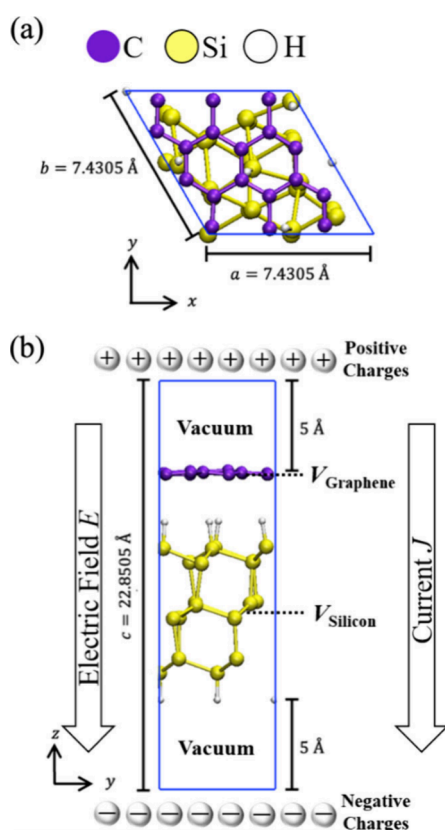 (a)
C Si H
b = 7.4305 Å
a = 7.4305 Å
y
x
(b)
+ + + + + + + + Positive Charges
Vacuum
5 Å
V_Graphene
Electric Field E
c = 22.8505 Å
Current J
V_Silicon
Vacuum
5 Å
z
y
− − − − − − − − Negative Charges